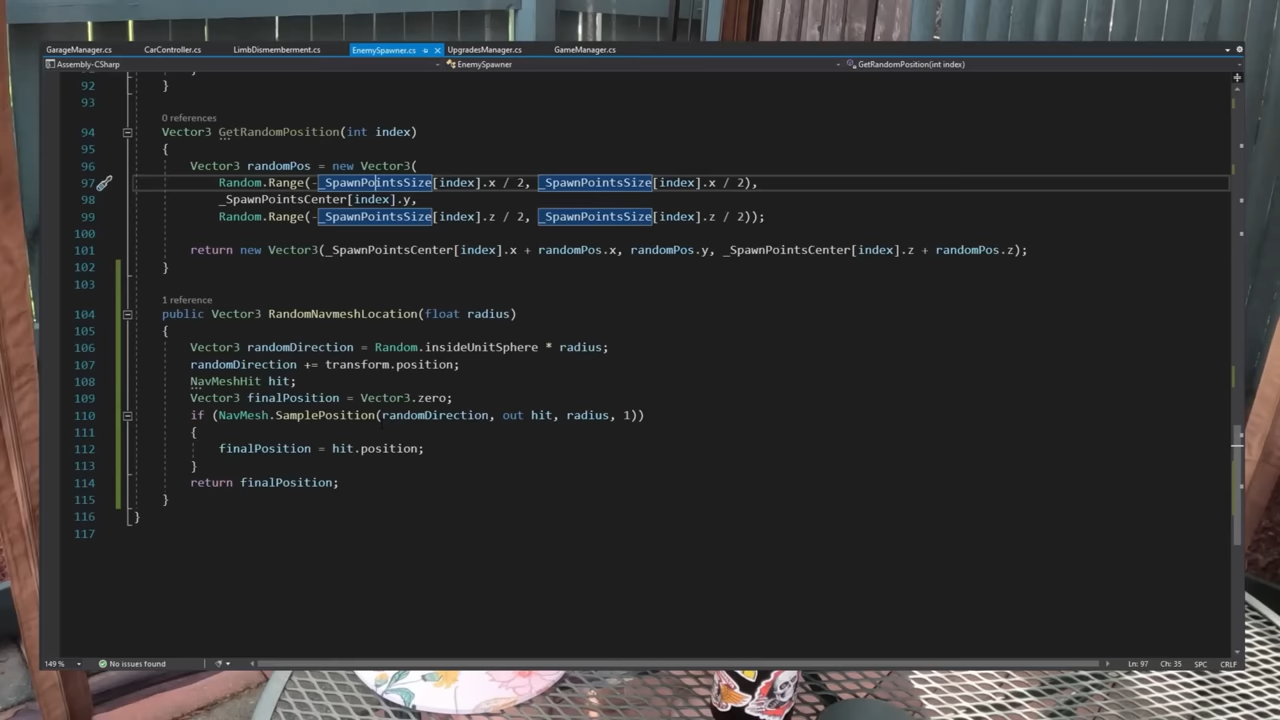 GarageManager.cs CarController.cs LimbDismemberment.cs EnemySpawner.cs UpgradesManager.cs GameManager.cs
Assembly-CSharp EnemySpawner GetRandomPosition(int index)
92 }
93
0 references
94 Vector3 GetRandomPosition(int index)
95 {
96 Vector3 randomPos = new Vector3(
97 Random.Range(-_SpawnPointsSize[index].x / 2, _SpawnPointsSize[index].x / 2),
98 _SpawnPointsCenter[index].y,
99 Random.Range(-_SpawnPointsSize[index].z / 2, _SpawnPointsSize[index].z / 2));
100
101 return new Vector3(_SpawnPointsCenter[index].x + randomPos.x, randomPos.y, _SpawnPointsCenter[index].z + randomPos.z);
102 }
103
1 reference
104 public Vector3 RandomNavmeshLocation(float radius)
105 {
106 Vector3 randomDirection = Random.insideUnitSphere * radius;
107 randomDirection += transform.position;
108 NavMeshHit hit;
109 Vector3 finalPosition = Vector3.zero;
110 if (NavMesh.SamplePosition(randomDirection, out hit, radius, 1))
111 {
112 finalPosition = hit.position;
113 }
114 return finalPosition;
115 }
116 }
117
149 % No issues found Ln: 97 Ch: 35 SPC CRLF